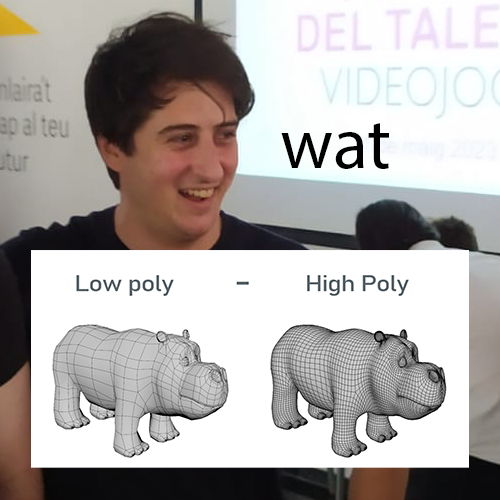 DEL TALE
VIDEOJOC
maig 2023
nlaira't
ap al teu
utur
wat
Low poly - High Poly